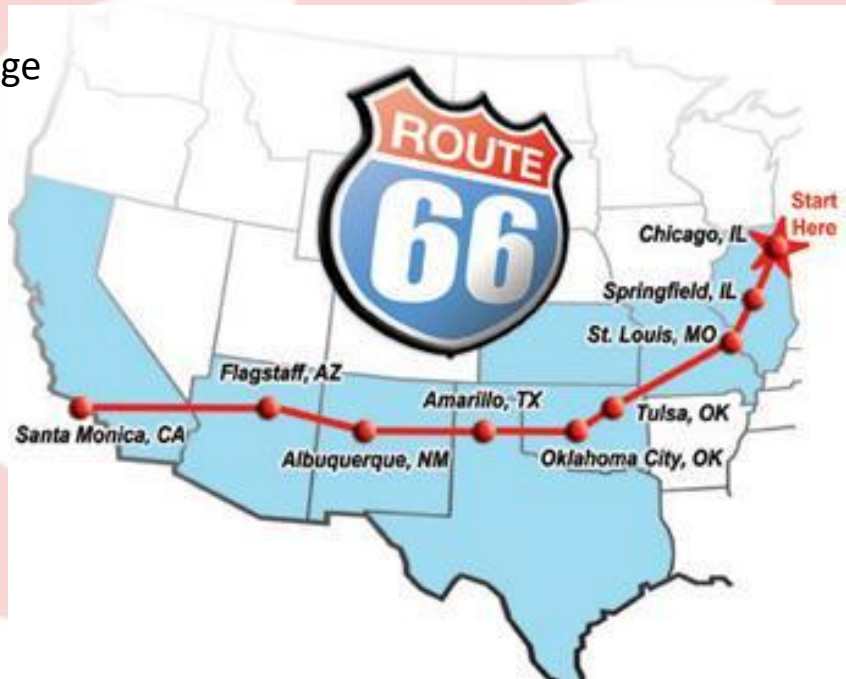 ge
ROUTE
66
Start
Here
Chicago, IL
Springfield, IL
St. Louis, MO
Flagstaff, AZ
Amarillo, TX
Tulsa, OK
Santa Monica, CA
Albuquerque, NM
Oklahoma City, OK